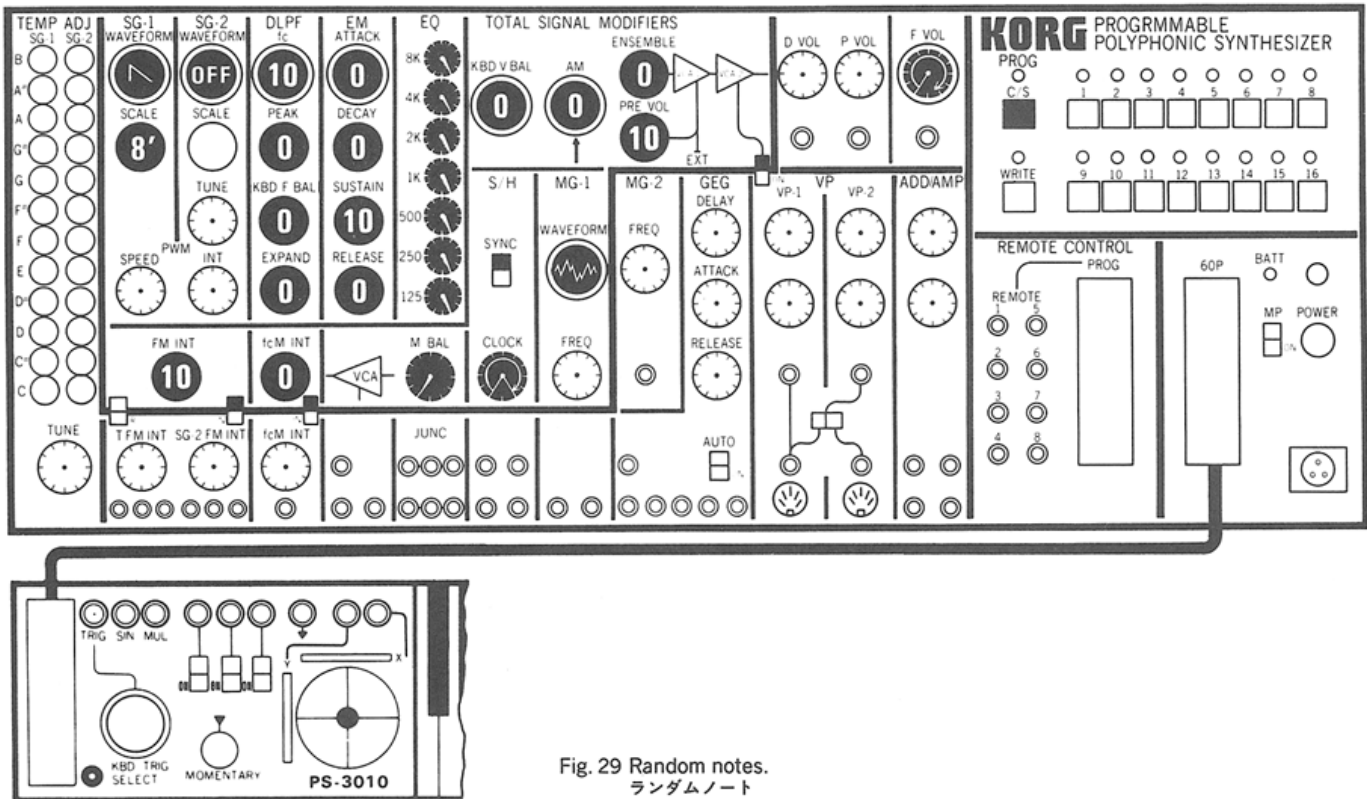 TEMP ADJ
SG-1 SG-2
B
A#
A
G#
G
F#
F
E
D#
D
C#
C
TUNE
SG-1
WAVEFORM
SCALE
8'
SPEED
PWM
SG-2
WAVEFORM
OFF
SCALE
TUNE
INT
DLPF
fc
10
PEAK
0
KBD F BAL
0
EXPAND
0
EM
ATTACK
0
DECAY
0
SUSTAIN
10
RELEASE
0
EQ
8K
4K
2K
1K
500
250
125
FM INT
10
fcM INT
0
VCA
M BAL
T FM INT
SG-2 FM INT
fcM INT
JUNC
TOTAL SIGNAL MODIFIERS
KBD V BAL
0
AM
0
ENSEMBLE
0
PRE VOL
10
VCA
VCA
EXT
S/H
SYNC
CLOCK
MG-1
WAVEFORM
FREQ
MG-2
FREQ
GEG
DELAY
ATTACK
RELEASE
AUTO
D VOL
P VOL
F VOL
VP
VP-1
VP-2
ADD/AMP
KORG PROGRMMABLE
POLYPHONIC SYNTHESIZER
PROG
C/S
1 2 3 4 5 6 7 8
WRITE
9 10 11 12 13 14 15 16
REMOTE CONTROL
PROG
REMOTE
1 5
2 6
3 7
4 8
60P
BATT
MP
ON
POWER
TRIG SIN MUL
ON ON ON
Y
X
KBD TRIG
SELECT
MOMENTARY
PS-3010
Fig. 29 Random notes.
ランダムノート